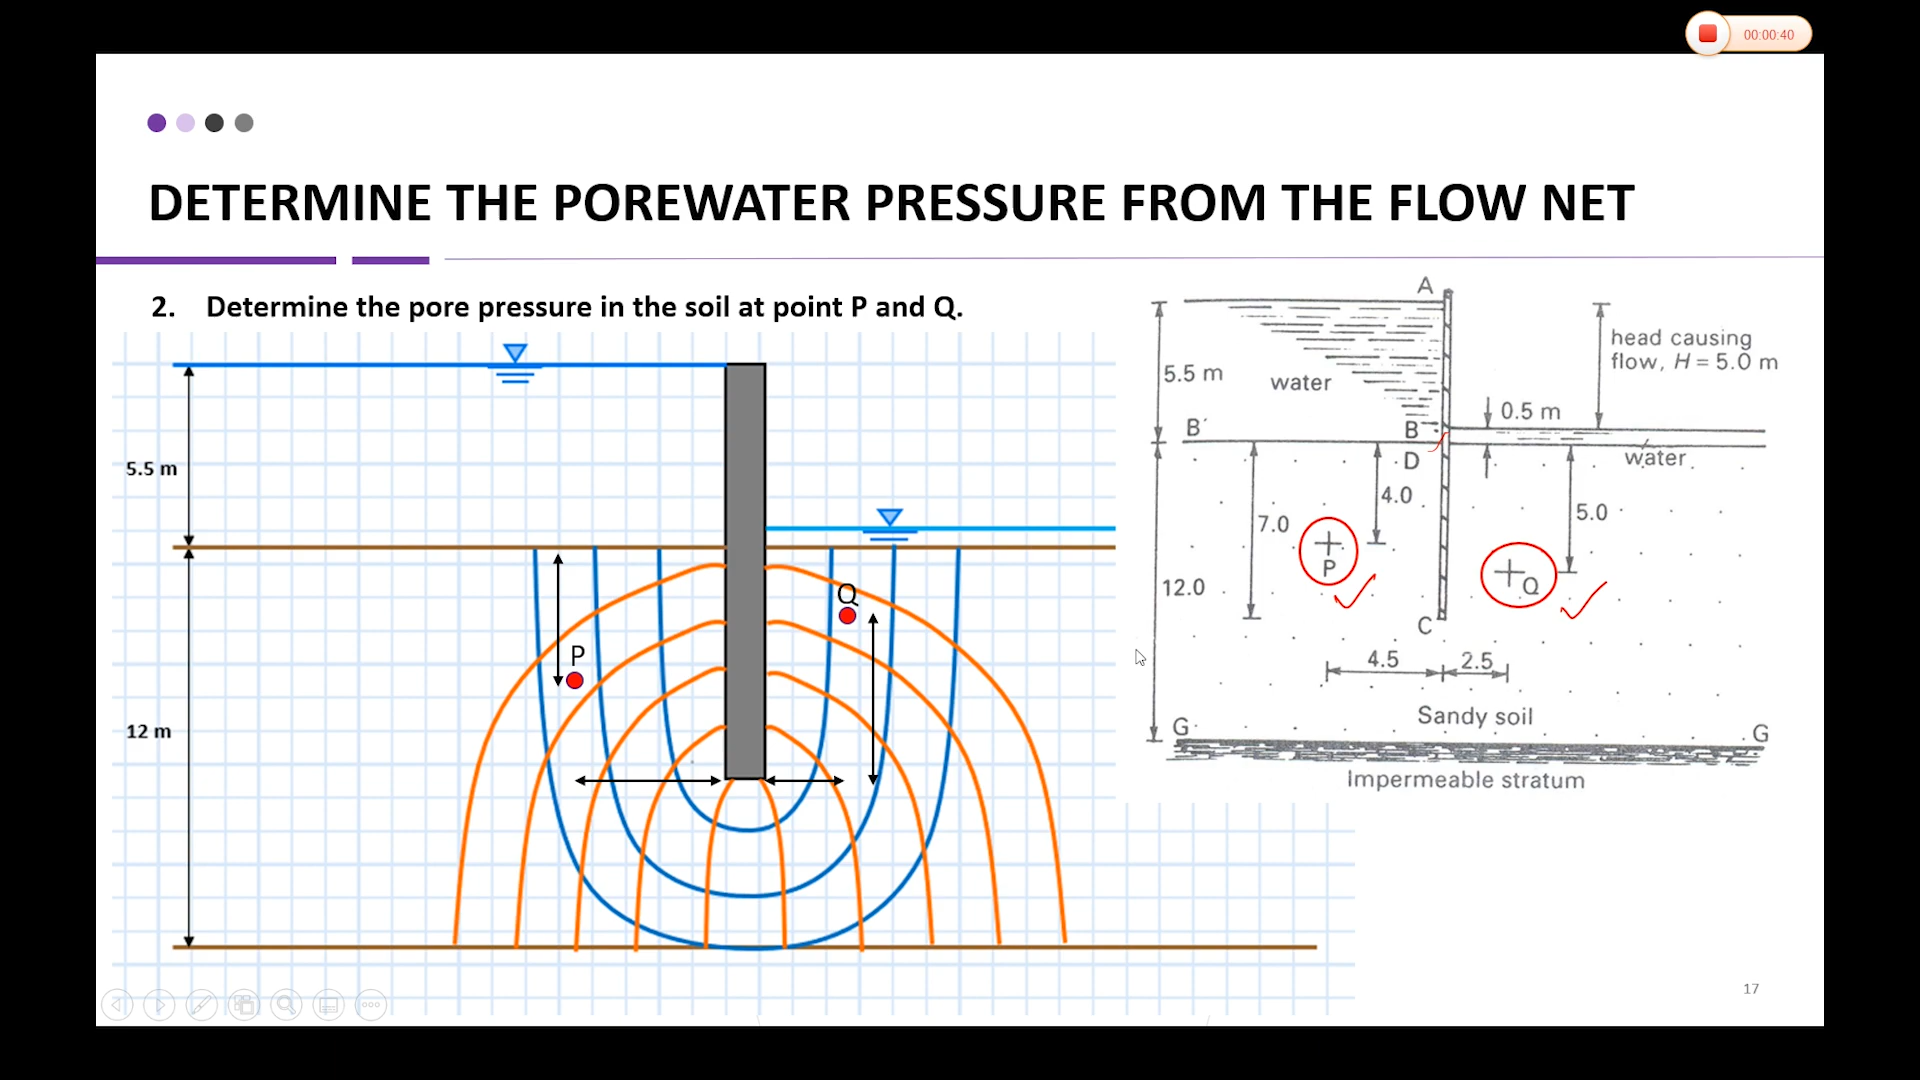 00:00:40
DETERMINE THE POREWATER PRESSURE FROM THE FLOW NET
2. Determine the pore pressure in the soil at point P and Q.
5.5 m
12 m
P
Q
A
head causing
flow, H = 5.0 m
5.5 m
water
0.5 m
B´
B
water
D
4.0
7.0
5.0
P
Q
12.0
C
4.5
2.5
Sandy soil
G
G
Impermeable stratum
17